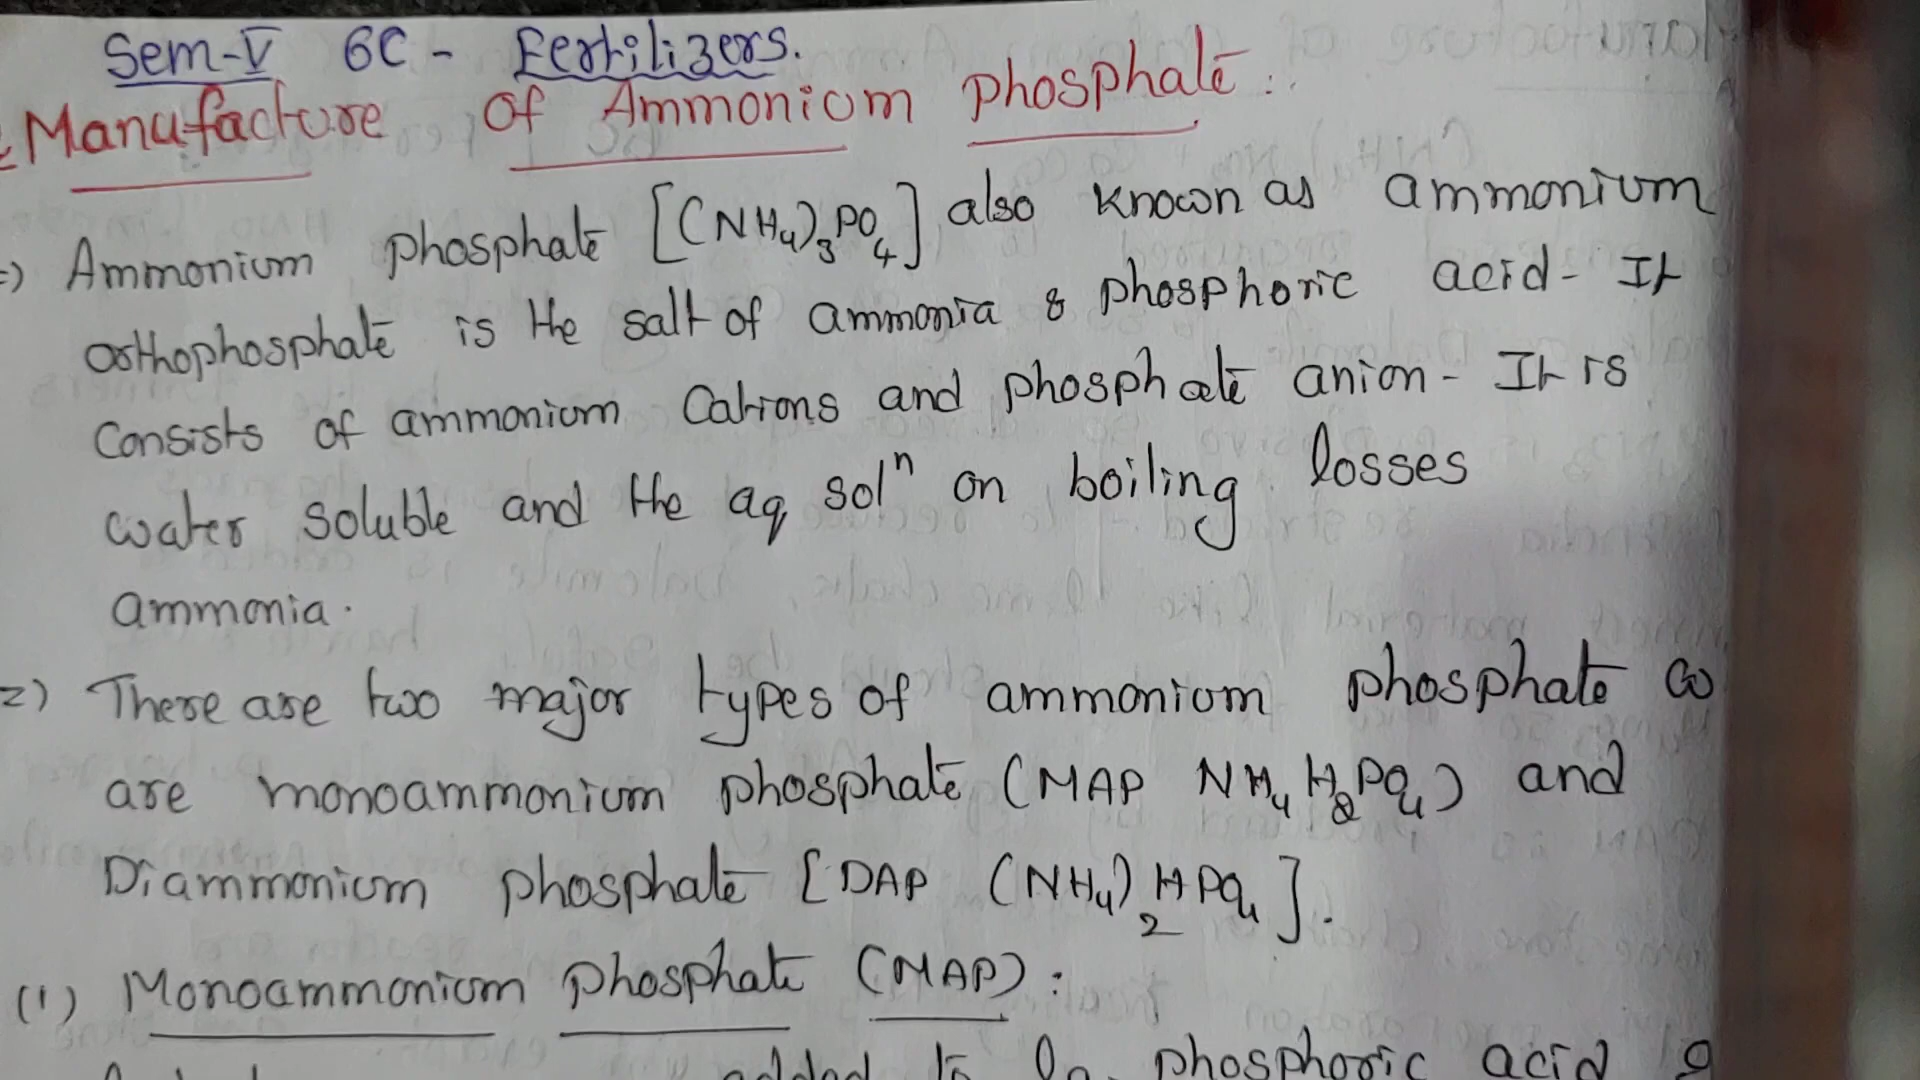 Sem-V 6C - Fertilizers.
Manufacture of Ammonium phosphate:
Ammonium phosphate [(NH₄)₃PO₄] also known as ammonium
orthophosphate is the salt of ammonia & phosphoric acid- It
Consists of ammonium Cations and phosphate anion- It is
water soluble and the aq solⁿ on boiling losses
ammonia.
2) There are two major types of ammonium phosphate
are monoammonium phosphate (MAP NH₄H₂PO₄) and
Diammonium phosphate [DAP (NH₄)₂HPO₄].
(1) Monoammonium phosphate (MAP):
added to phosphoric acid